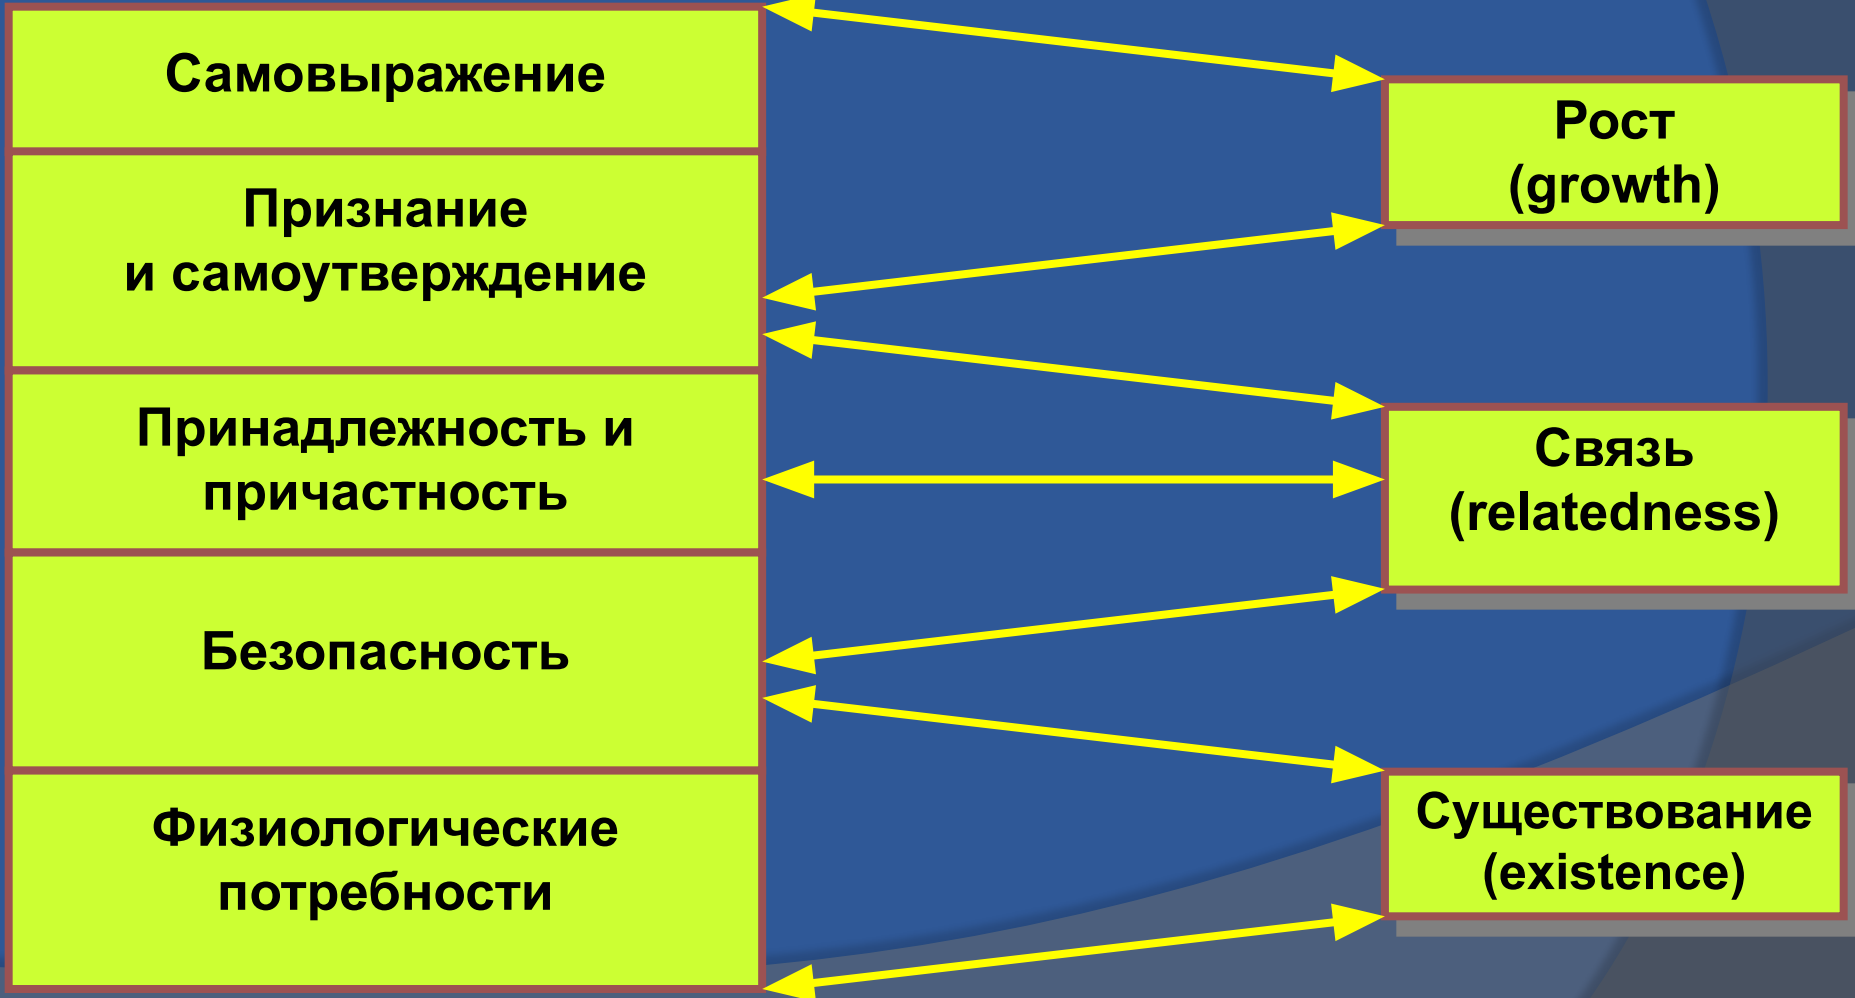 Самовыражение
Признание
и самоутверждение
Принадлежность и
причастность
Безопасность
Физиологические
потребности
Рост
(growth)
Связь
(relatedness)
Существование
(existence)